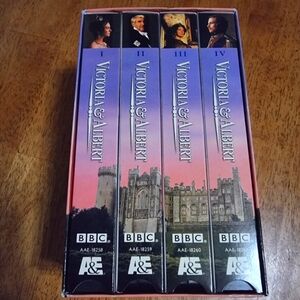 I
VICTORIA & ALBERT
BBC
AAE-18258
A&E
II
VICTORIA & ALBERT
BBC
AAE-18259
A&E
III
VICTORIA & ALBERT
BBC
AAE-18260
A&E
IV
VICTORIA & ALBERT
BBC
A&E